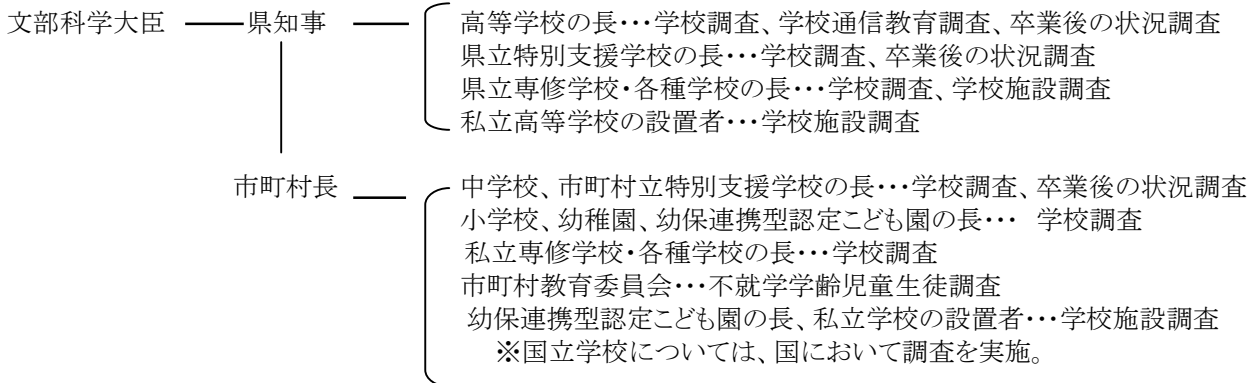 文部科学大臣 県知事 高等学校の長･･･学校調査、学校通信教育調査、卒業後の状況調査
県立特別支援学校の長･･･学校調査、卒業後の状況調査
県立専修学校・各種学校の長･･･学校調査、学校施設調査
私立高等学校の設置者･･･学校施設調査
市町村長 中学校、市町村立特別支援学校の長･･･学校調査、卒業後の状況調査
小学校、幼稚園、幼保連携型認定こども園の長･･･ 学校調査
私立専修学校・各種学校の長･･･学校調査
市町村教育委員会･･･不就学学齢児童生徒調査
幼保連携型認定こども園の長、私立学校の設置者･･･学校施設調査
※国立学校については、国において調査を実施。